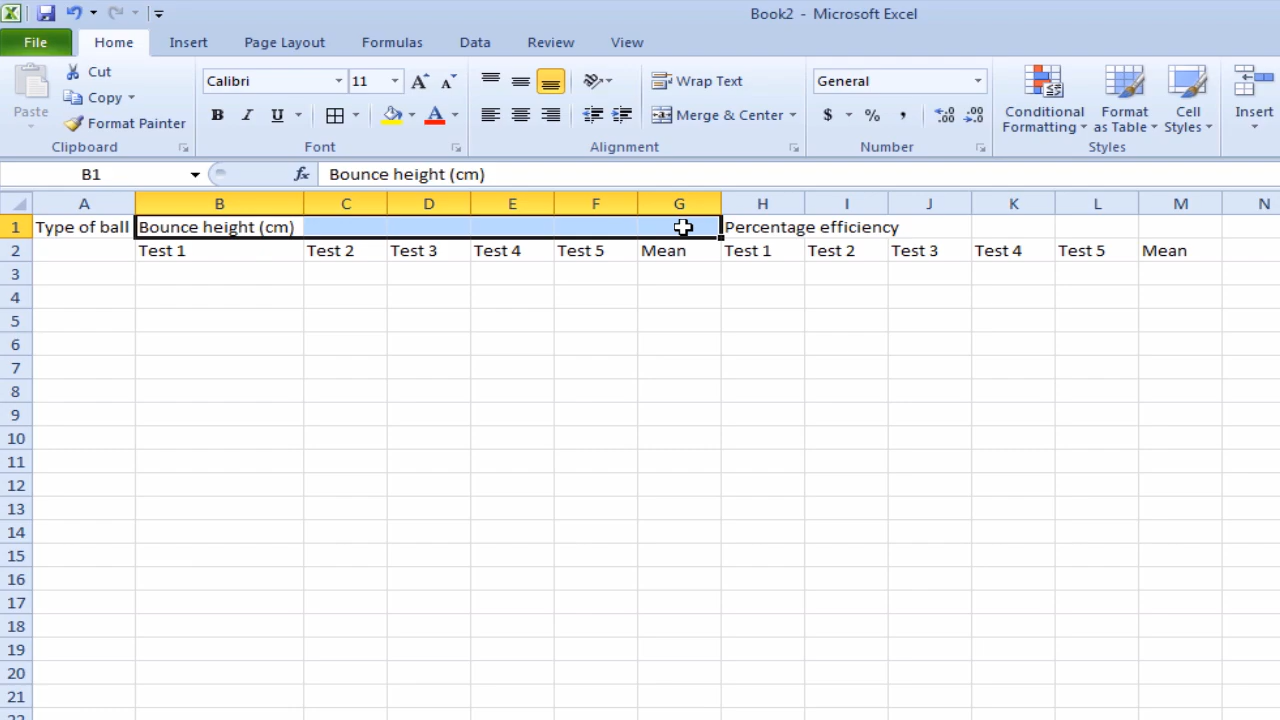 Book2 - Microsoft Excel
File Home Insert Page Layout Formulas Data Review View
Paste Cut Copy Format Painter Clipboard
Calibri 11 A A B I U A Font
Wrap Text Merge & Center Alignment
General $ % , .00 .00 Number
Conditional Formatting Format as Table Cell Styles Styles
Insert
B1 fx Bounce height (cm)
A B C D E F G H I J K L M N
1 Type of ball Bounce height (cm) Percentage efficiency
2 Test 1 Test 2 Test 3 Test 4 Test 5 Mean Test 1 Test 2 Test 3 Test 4 Test 5 Mean
3
4
5
6
7
8
9
10
11
12
13
14
15
16
17
18
19
20
21